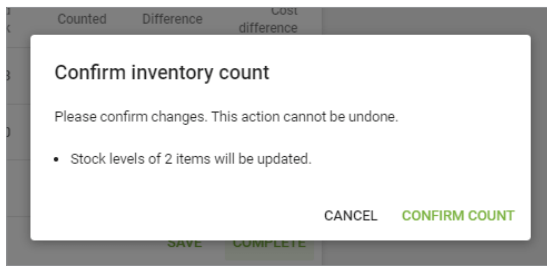 Counted Difference Cost
difference
Confirm inventory count
Please confirm changes. This action cannot be undone.
• Stock levels of 2 items will be updated.
CANCEL CONFIRM COUNT
SAVE COMPLETE